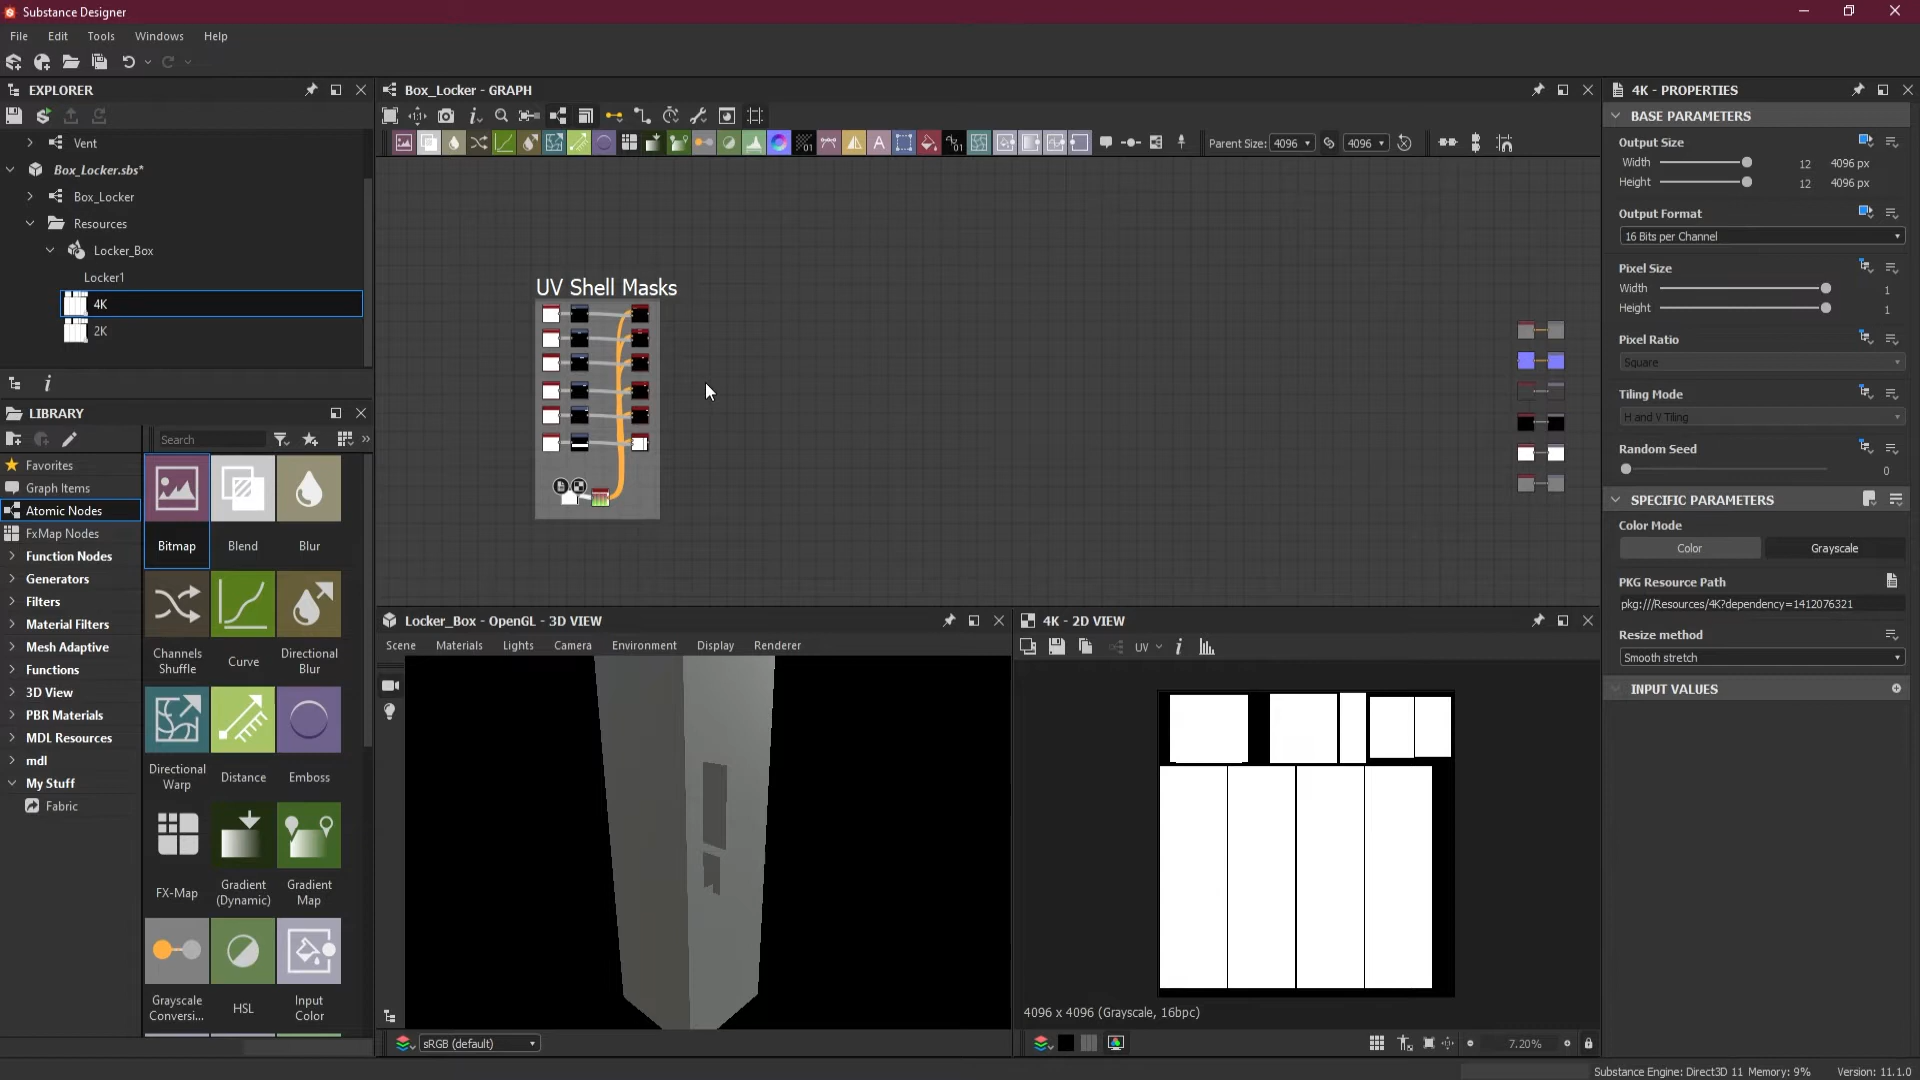 Substance Designer
File Edit Tools Windows Help
EXPLORER
Vent
Box_Locker.sbs*
Box_Locker
Resources
Locker_Box
Locker1
4K
2K
LIBRARY
Search
Favorites
Graph Items
Atomic Nodes
FxMap Nodes
Function Nodes
Generators
Filters
Material Filters
Mesh Adaptive
Functions
3D View
PBR Materials
MDL Resources
mdl
My Stuff
Fabric
Bitmap Blend Blur
Channels Shuffle Curve Directional Blur
Directional Warp Distance Emboss
FX-Map Gradient (Dynamic) Gradient Map
Grayscale Conversi... HSL Input Color
Box_Locker - GRAPH
Parent Size: 4096 4096
UV Shell Masks
Locker_Box - OpenGL - 3D VIEW
Scene Materials Lights Camera Environment Display Renderer
sRGB (default)
4K - 2D VIEW
UV
4096 x 4096 (Grayscale, 16bpc)
7.20%
4K - PROPERTIES
BASE PARAMETERS
Output Size
Width 12 4096 px
Height 12 4096 px
Output Format
16 Bits per Channel
Pixel Size
Width 1
Height 1
Pixel Ratio
Square
Tiling Mode
H and V Tiling
Random Seed
0
SPECIFIC PARAMETERS
Color Mode
Color Grayscale
PKG Resource Path
pkg:///Resources/4K?dependency=1412076321
Resize method
Smooth stretch
INPUT VALUES
Substance Engine: Direct3D 11 Memory: 9% Version: 11.1.0